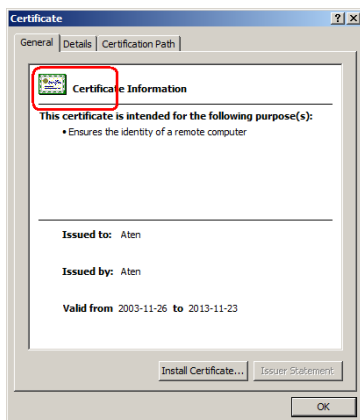 Certificate
General Details Certification Path
Certificate Information
This certificate is intended for the following purpose(s):
• Ensures the identity of a remote computer
Issued to: Aten
Issued by: Aten
Valid from 2003-11-26 to 2013-11-23
Install Certificate... Issuer Statement
OK